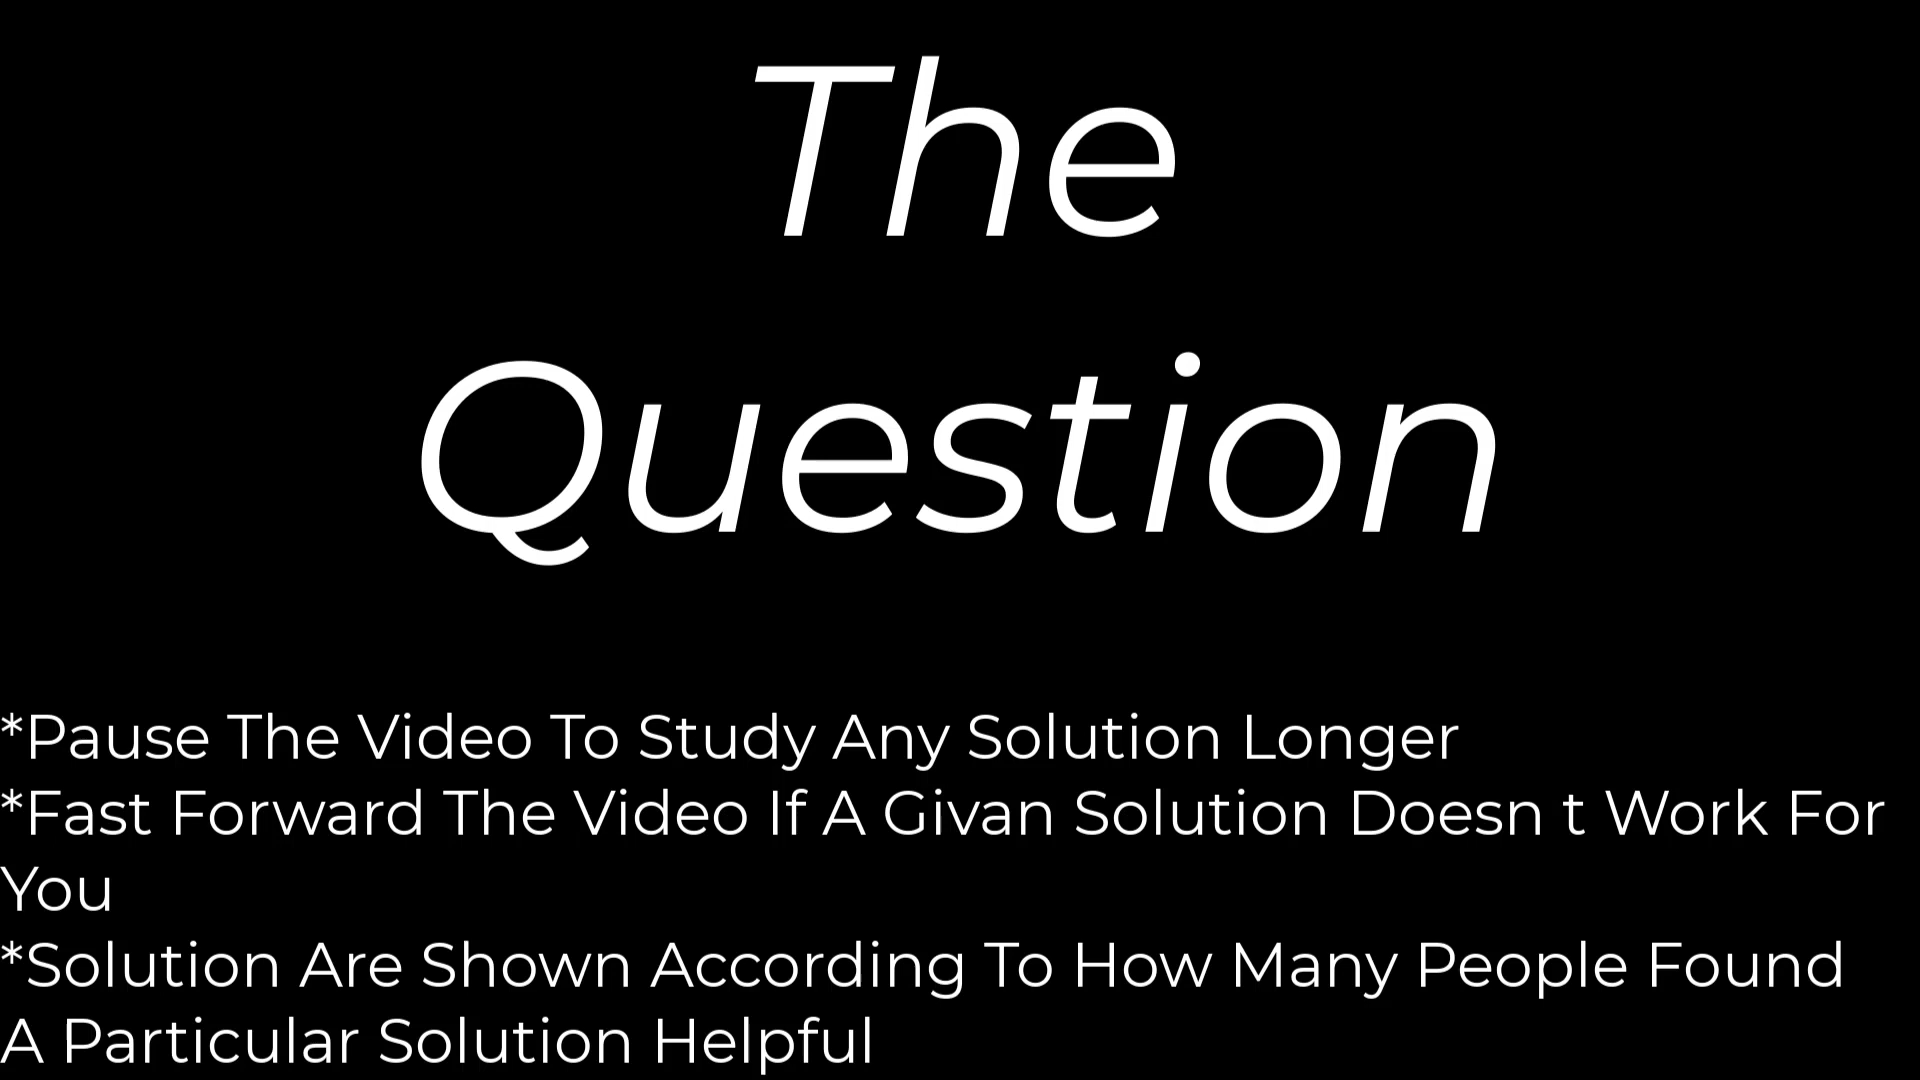 The
Question
*Pause The Video To Study Any Solution Longer
*Fast Forward The Video If A Givan Solution Doesn t Work For
You
*Solution Are Shown According To How Many People Found
A Particular Solution Helpful